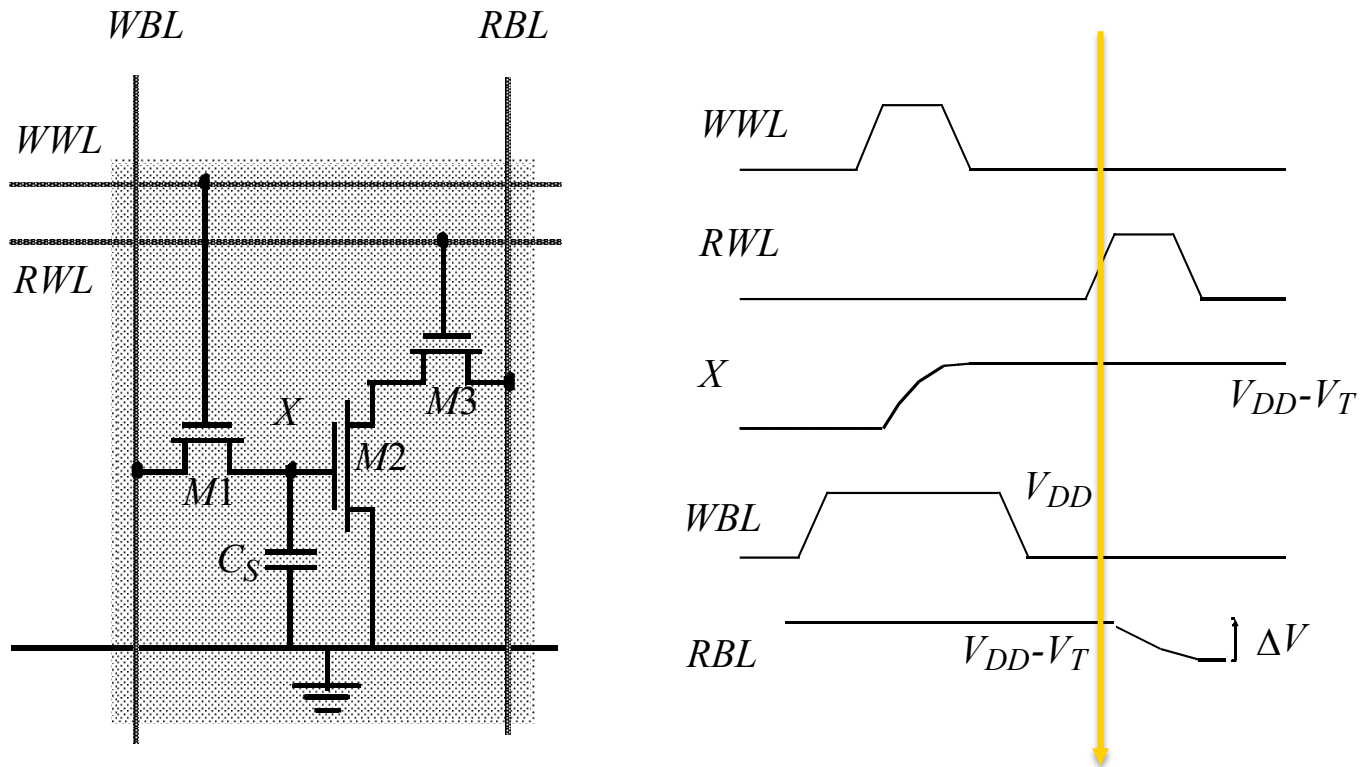 WBL
RBL
WWL
RWL
M3
X
M2
M1
C_S
WWL
RWL
X
V_DD-V_T
V_DD
WBL
RBL
V_DD-V_T
ΔV